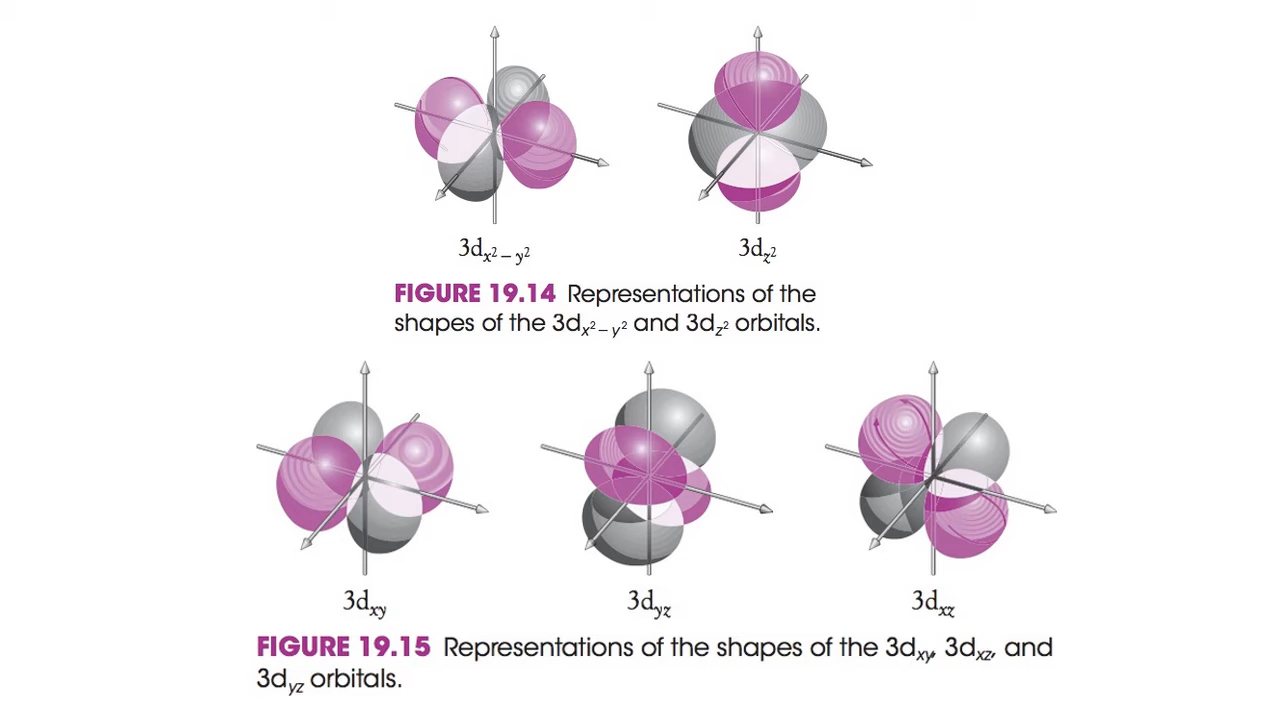 3dx² – y² 3dz²
FIGURE 19.14 Representations of the
shapes of the 3dx² – y² and 3dz² orbitals.
3dxy 3dyz 3dxz
FIGURE 19.15 Representations of the shapes of the 3dxy, 3dxz, and
3dyz orbitals.